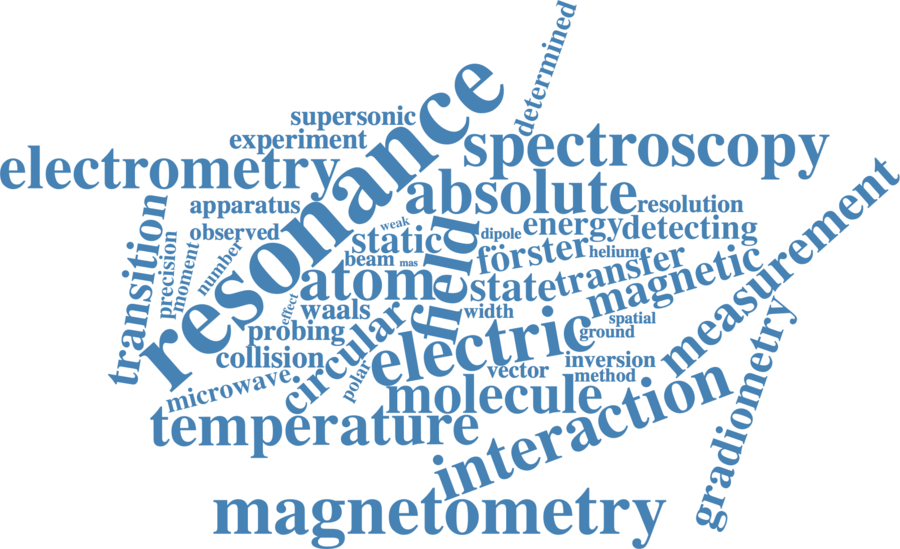 determined
resonance
supersonic
experiment
spectroscopy
electrometry
absolute
measurement
apparatus
resolution
transition
observed
weak
dipole
energy
detecting
precision
moment
number
static
field
förster
helium
beam
mas
atom
state
transfer
magnetic
effect
waals
width
spatial
probing
circular
electric
ground
collision
vector
inversion
method
gradiometry
microwave
polar
molecule
temperature
interaction
magnetometry